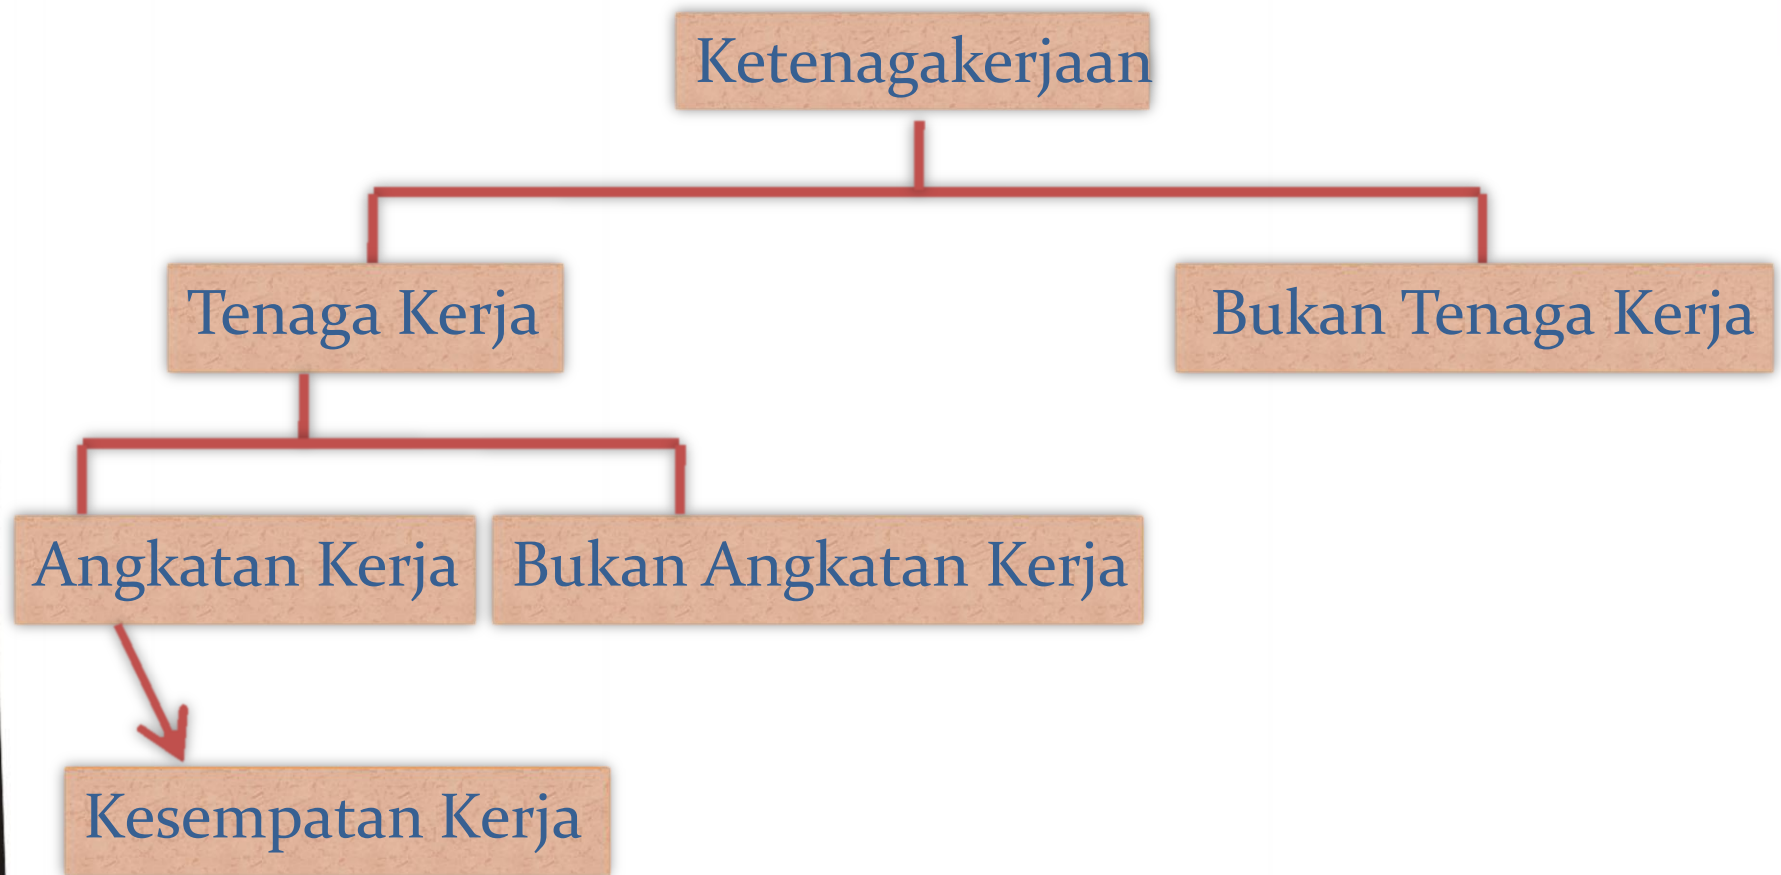 Ketenagakerjaan
Tenaga Kerja
Bukan Tenaga Kerja
Angkatan Kerja
Bukan Angkatan Kerja
Kesempatan Kerja